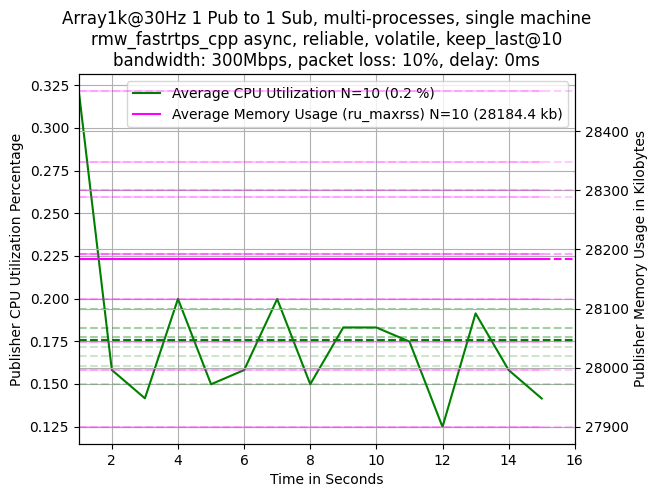 Array1k@30Hz 1 Pub to 1 Sub, multi-processes, single machine
rmw_fastrtps_cpp async, reliable, volatile, keep_last@10
bandwidth: 300Mbps, packet loss: 10%, delay: 0ms
Average CPU Utilization N=10 (0.2 %)
Average Memory Usage (ru_maxrss) N=10 (28184.4 kb)
Publisher CPU Utilization Percentage
0.325
0.300
0.275
0.250
0.225
0.200
0.175
0.150
0.125
28400
28300
28200
28100
28000
27900
Publisher Memory Usage in Kilobytes
2 4 6 8 10 12 14 16
Time in Seconds